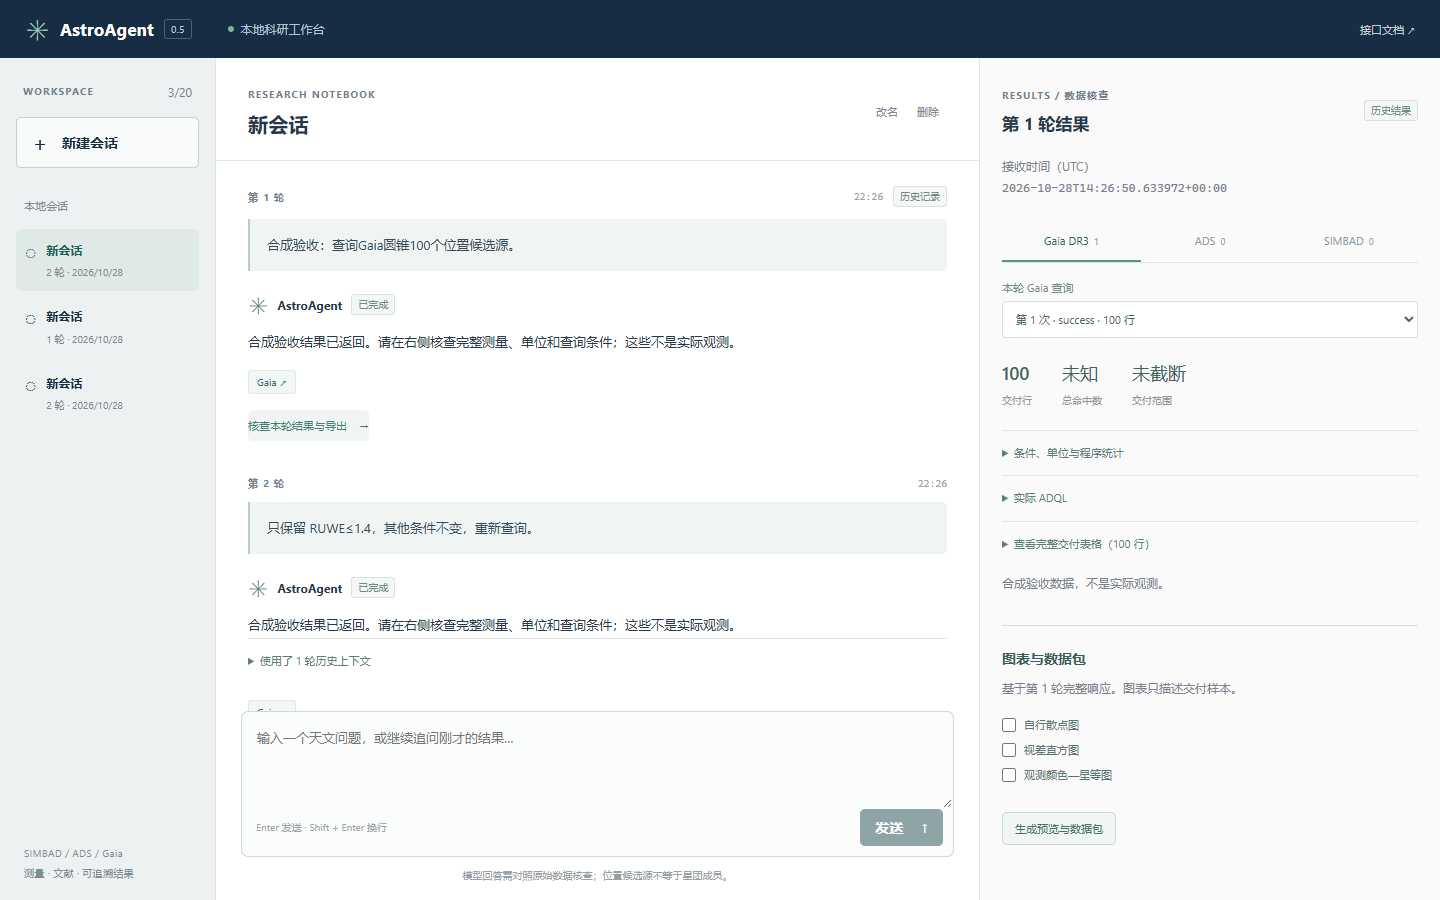 AstroAgent 0.5
本地科研工作台
接口文档 ↗
WORKSPACE 3/20
+ 新建会话
本地会话
新会话
2 轮 · 2026/10/28
新会话
1 轮 · 2026/10/28
新会话
2 轮 · 2026/10/28
SIMBAD / ADS / Gaia
测量 · 文献 · 可追溯结果
RESEARCH NOTEBOOK
新会话
改名 删除
第 1 轮 22:26 历史记录
合成验收：查询Gaia圆锥100个位置候选源。
AstroAgent 已完成
合成验收结果已返回。请在右侧核查完整测量、单位和查询条件；这些不是实际观测。
Gaia ↗
核查本轮结果与导出 →
第 2 轮 22:26
只保留 RUWE≤1.4，其他条件不变，重新查询。
AstroAgent 已完成
合成验收结果已返回。请在右侧核查完整测量、单位和查询条件；这些不是实际观测。
▶ 使用了 1 轮历史上下文
输入一个天文问题，或继续追问刚才的结果...
Enter 发送 · Shift + Enter 换行
发送 ↑
模型回答需对照原始数据核查；位置候选源不等于星团成员。
RESULTS / 数据核查
第 1 轮结果
历史结果
接收时间（UTC）
2026-10-28T14:26:50.633972+00:00
Gaia DR3 1 ADS 0 SIMBAD 0
本轮 Gaia 查询
第 1 次 · success · 100 行
100 未知 未截断
交付行 总命中数 交付范围
▶ 条件、单位与程序统计
▶ 实际 ADQL
▶ 查看完整交付表格（100 行）
合成验收数据，不是实际观测。
图表与数据包
基于第 1 轮完整响应。图表只描述交付样本。
自行散点图
视差直方图
观测颜色—星等图
生成预览与数据包